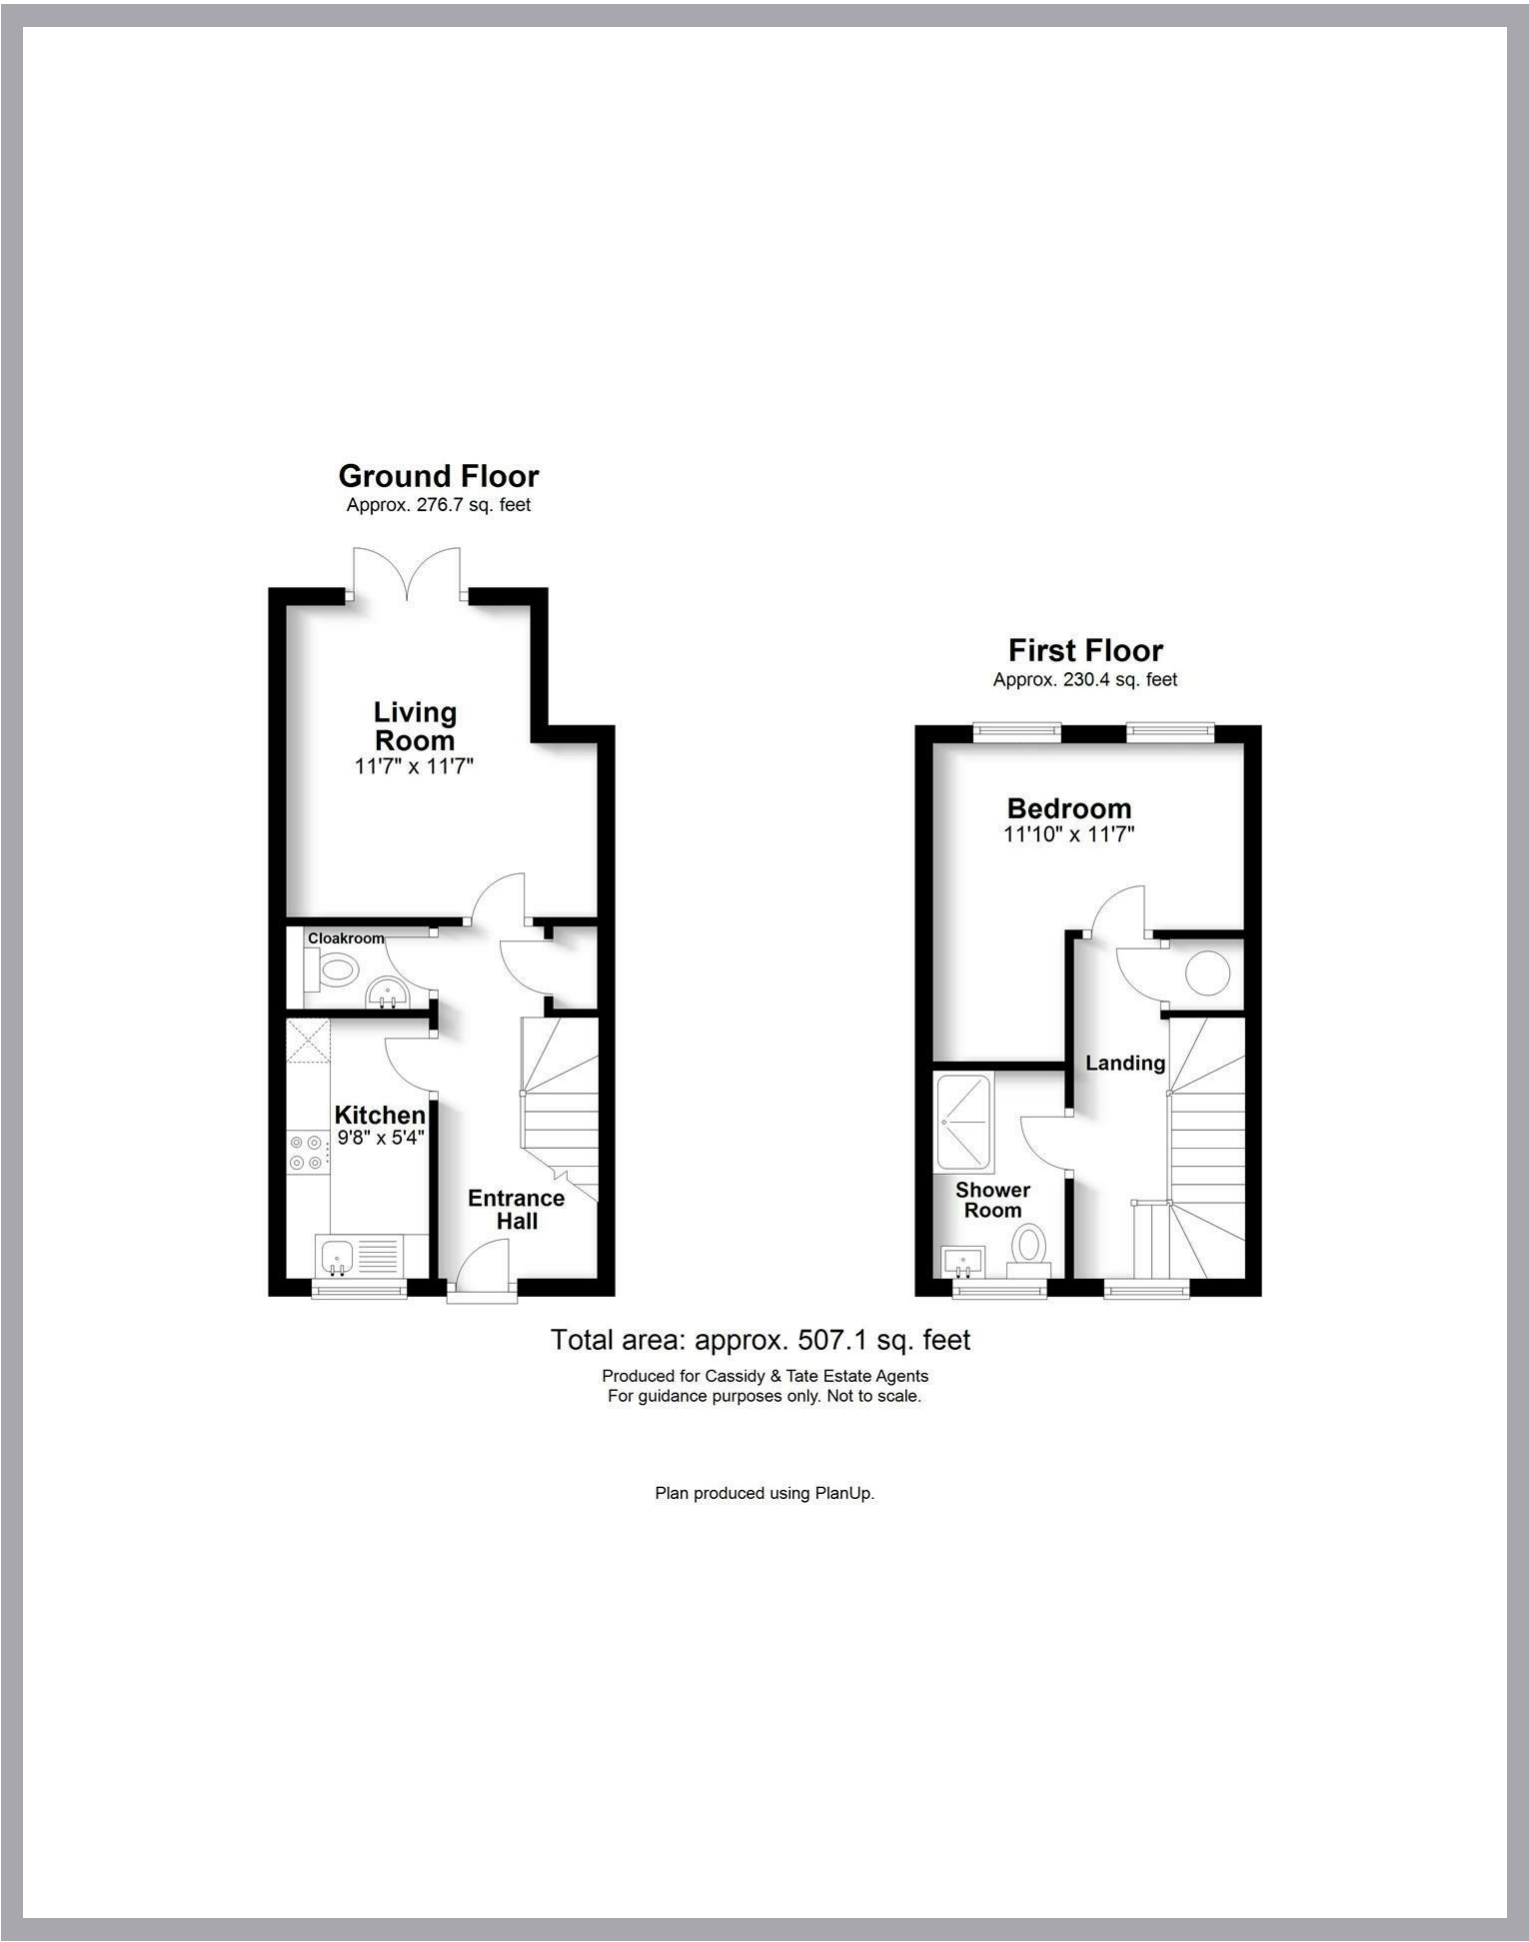 Ground Floor
Approx. 276.7 sq. feet
Living
Room
11'7" x 11'7"
Cloakroom
Kitchen
9'8" x 5'4"
Entrance
Hall
First Floor
Approx. 230.4 sq. feet
Bedroom
11'10" x 11'7"
Landing
Shower
Room
Total area: approx. 507.1 sq. feet
Produced for Cassidy & Tate Estate Agents
For guidance purposes only. Not to scale.
Plan produced using PlanUp.